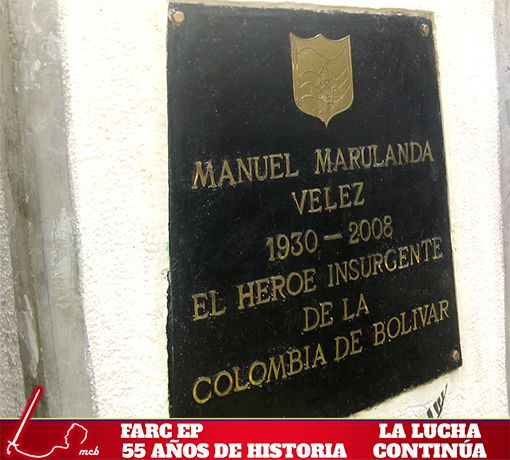 MANUEL MARULANDA
VELEZ
1930 - 2008
EL HEROE INSURGENTE
DE LA
COLOMBIA DE BOLIVAR
mcb
FARC EP
55 AÑOS DE HISTORIA
LA LUCHA
CONTINÚA